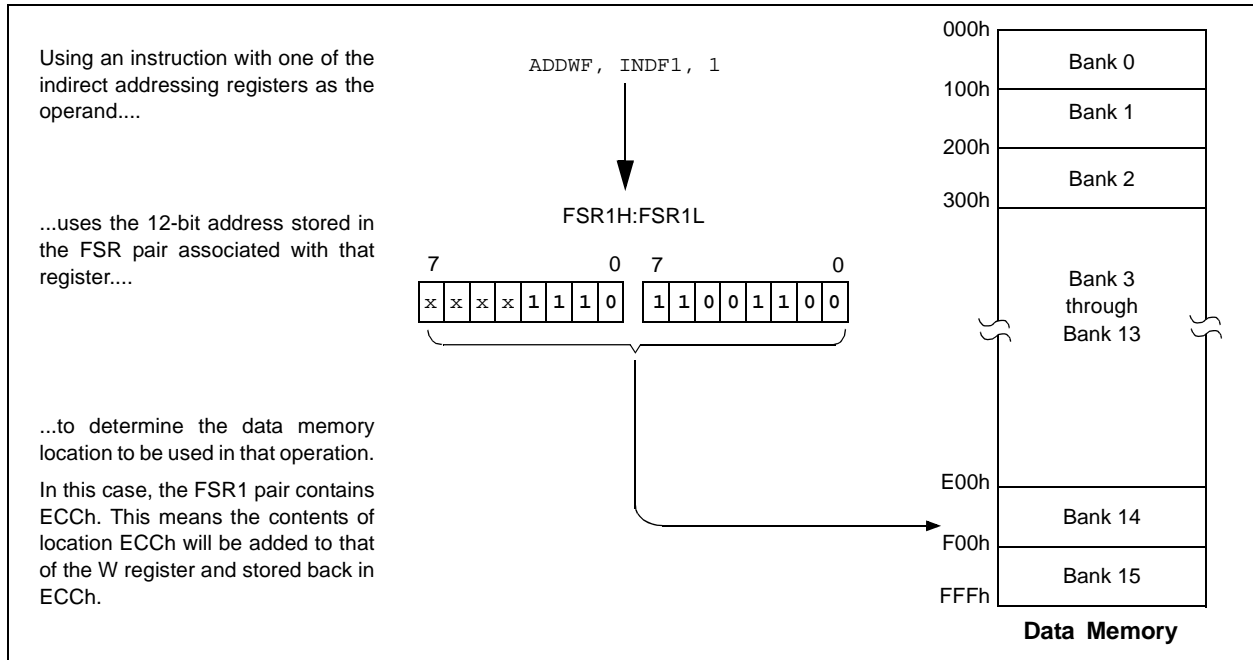 Using an instruction with one of the
indirect addressing registers as the
operand....
ADDWF, INDF1, 1
...uses the 12-bit address stored in
the FSR pair associated with that
register....
FSR1H:FSR1L
7 0 7 0
x x x x 1 1 1 0 1 1 0 0 1 1 0 0
...to determine the data memory
location to be used in that operation.
In this case, the FSR1 pair contains
ECCh. This means the contents of
location ECCh will be added to that
of the W register and stored back in
ECCh.
000h
Bank 0
100h
Bank 1
200h
Bank 2
300h
Bank 3
through
Bank 13
E00h
Bank 14
F00h
Bank 15
FFFh
Data Memory